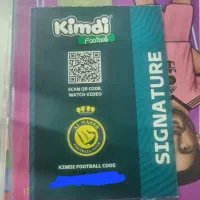 Kimdi
Football
SCAN QR CODE,
WATCH VIDEO
KIMDI FOOTBALL CODE
SIGNATURE